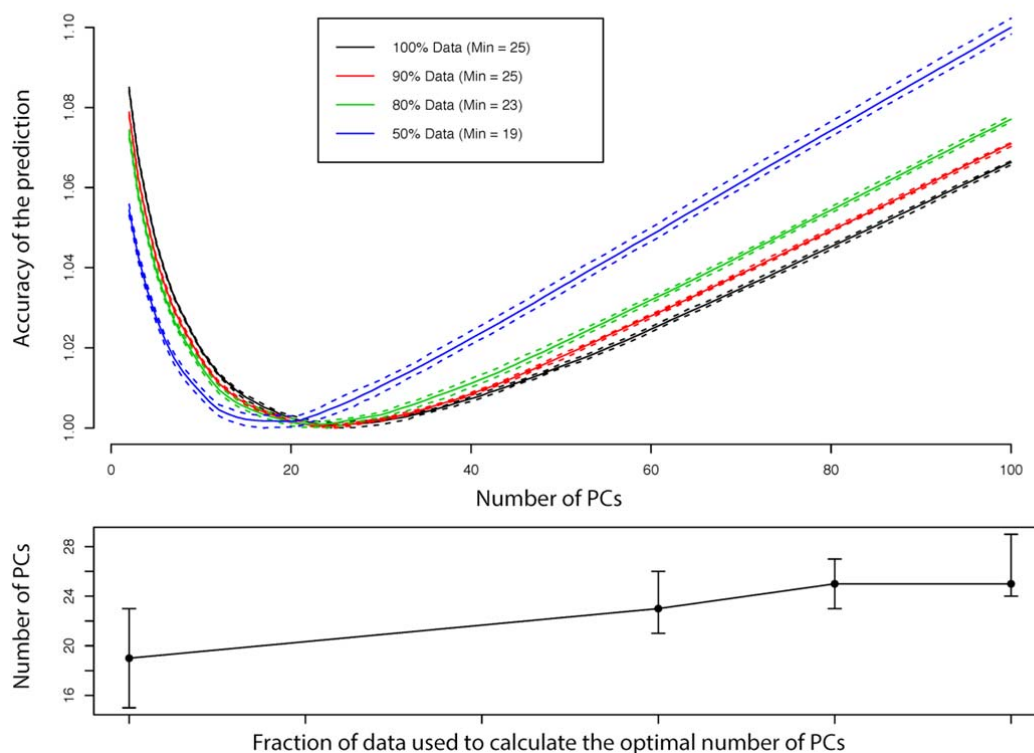 Accuracy of the prediction
1.10
1.08
1.06
1.04
1.02
1.00
100% Data (Min = 25)
90% Data (Min = 25)
80% Data (Min = 23)
50% Data (Min = 19)
0 20 40 60 80 100
Number of PCs
Number of PCs
28
24
20
16
Fraction of data used to calculate the optimal number of PCs